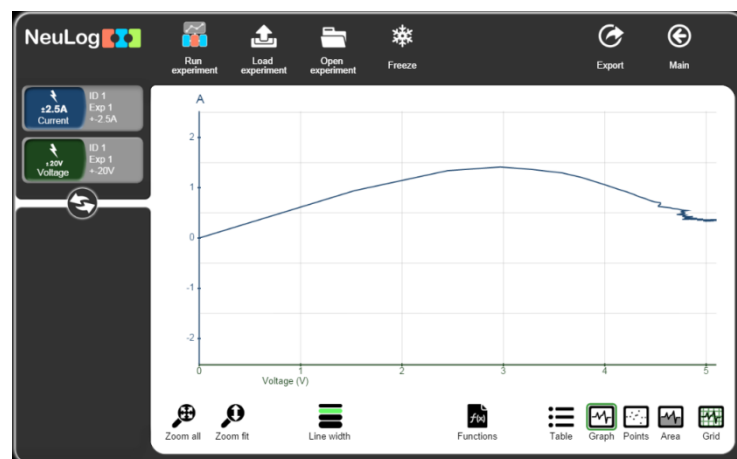 NeuLog
Run
experiment
Load
experiment
Open
experiment
Freeze
Export
Main
±2.5A
Current
ID 1
Exp 1
+-2.5A
±20V
Voltage
ID 1
Exp 1
+-20V
A
2
1
0
-1
-2
0
1
2
3
4
5
Voltage (V)
Zoom all
Zoom fit
Line width
f(x)
Functions
Table
Graph
Points
Area
Grid